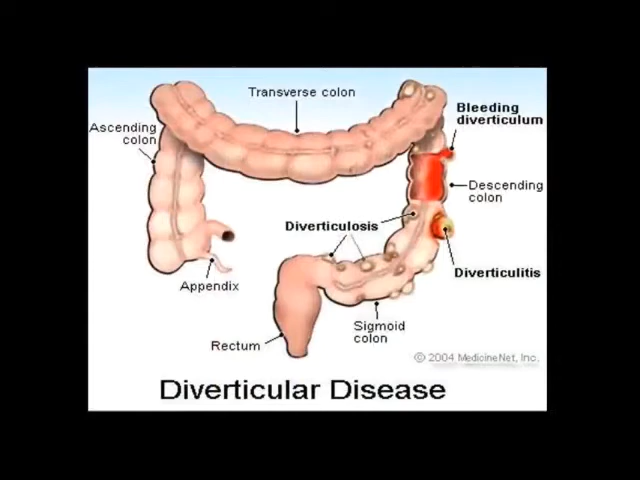 Transverse colon
Bleeding
diverticulum
Ascending
colon
Descending
colon
Diverticulosis
Diverticulitis
Appendix
Sigmoid
colon
Rectum
© 2004 MedicineNet, Inc.
Diverticular Disease